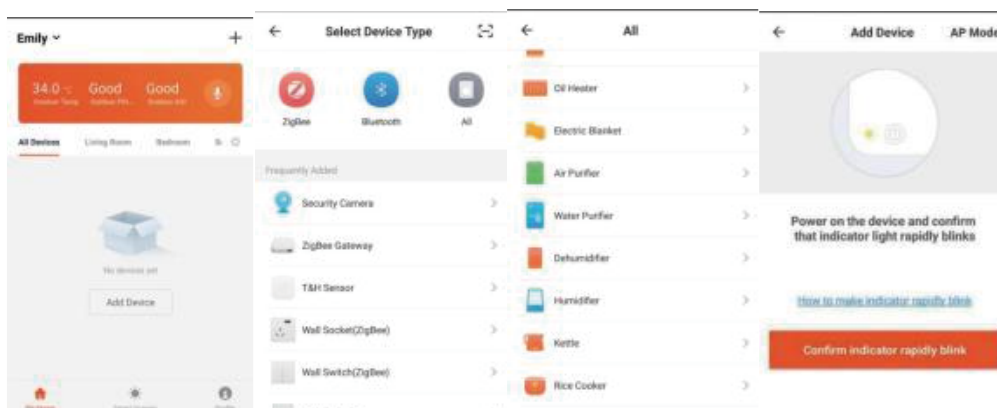 Emily
34.0 Good Good
All Devices Living Room Bedroom
No devices yet
Add Device
Select Device Type
ZigBee Bluetooth All
Frequently Added
Security Camera
ZigBee Gateway
T&H Sensor
Wall Socket(ZigBee)
Wall Switch(ZigBee)
All
Oil Heater
Electric Blanket
Air Purifier
Water Purifier
Dehumidifier
Humidifier
Kettle
Rice Cooker
Add Device AP Mode
Power on the device and confirm
that indicator light rapidly blinks
How to make indicator rapidly blink
Confirm indicator rapidly blink